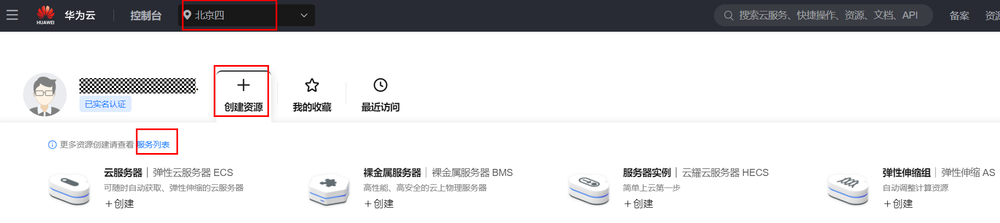 HUAWEI 华为云 控制台 北京四 搜索云服务、快捷操作、资源、文档、API 备案
创建资源 我的收藏 最近访问
已实名认证
更多资源创建请查看 服务列表
云服务器 | 弹性云服务器 ECS
可随时自动获取、弹性伸缩的云服务器
+创建
裸金属服务器 | 裸金属服务器 BMS
高性能、高安全的云上物理服务器
+创建
服务器实例 | 云耀云服务器 HECS
简单上云第一步
+创建
弹性伸缩组 | 弹性伸缩 AS
自动调整计算资源
+创建